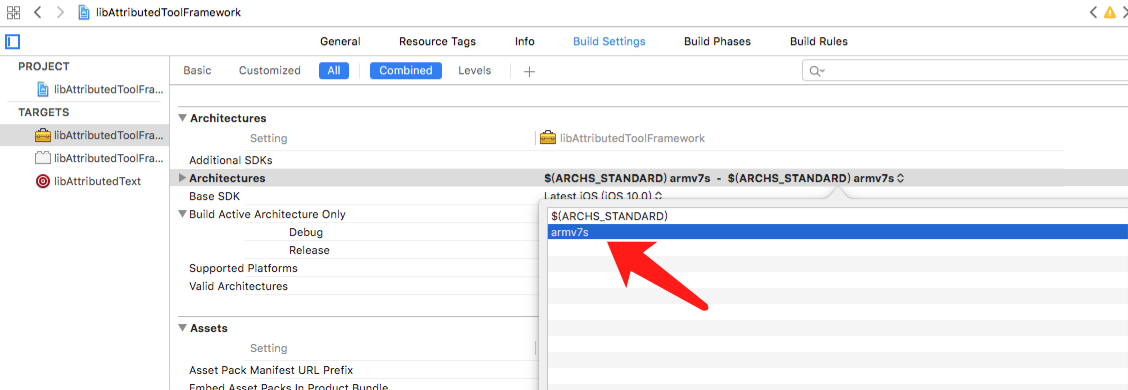 libAttributedToolFramework
General Resource Tags Info Build Settings Build Phases Build Rules
PROJECT
Basic Customized All Combined Levels
libAttributedToolFra...
TARGETS
Architectures
libAttributedToolFra...
Setting libAttributedToolFramework
libAttributedToolFra...
Additional SDKs
libAttributedText
Architectures $(ARCHS_STANDARD) armv7s - $(ARCHS_STANDARD) armv7s
Base SDK Latest iOS (iOS 10.0)
Build Active Architecture Only
$(ARCHS_STANDARD)
Debug
armv7s
Release
Supported Platforms
Valid Architectures
Assets
Setting
Asset Pack Manifest URL Prefix
Embed Asset Packs In Product Bundle